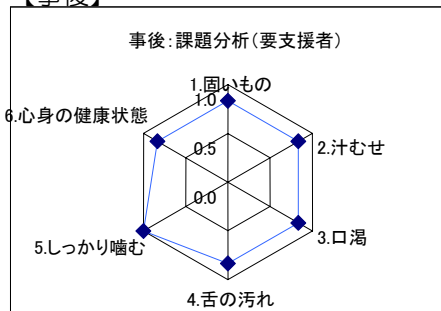 【事後】
事後：課題分析（要支援者）
1.固いもの
1.0
6.心身の健康状態
0.5
2.汁むせ
0.0
3.口渇
5.しっかり噛む
4.舌の汚れ